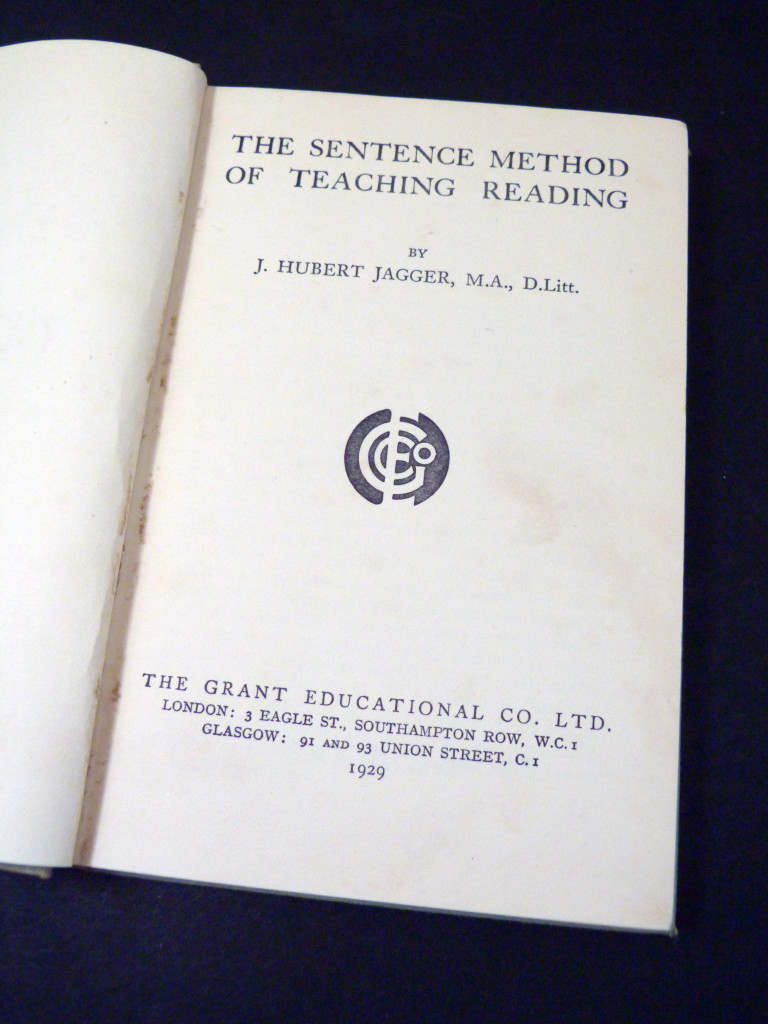 THE SENTENCE METHOD
OF TEACHING READING
BY
J. HUBERT JAGGER, M.A., D.Litt.
THE GRANT EDUCATIONAL CO. LTD.
LONDON: 3 EAGLE ST., SOUTHAMPTON ROW, W.C.1
GLASGOW: 91 AND 93 UNION STREET, C.1
1929